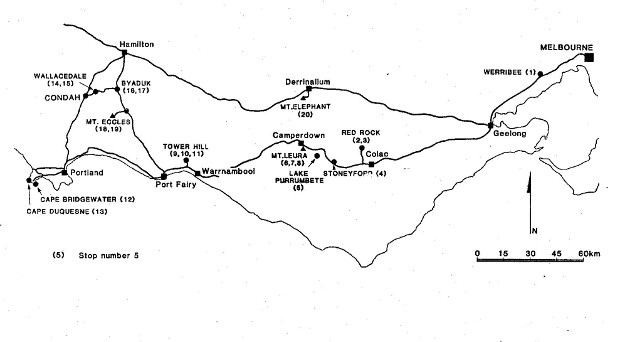 Hamilton
MELBOURNE
WALLACEDALE
(14,15)
BYADUK
(16,17)
WERRIBEE (1)
CONDAH
Derrinallum
MT. ELEPHANT
(20)
MT. ECCLES
(18,19)
Geelong
TOWER HILL
(9,10,11)
Camperdown
RED ROCK
(2,3)
MT.LEURA
(6,7,8)
Colac
LAKE
PURRUMBETE
(5)
STONEYFORD (4)
Portland
Port Fairy
Warrnambool
CAPE BRIDGEWATER (12)
CAPE DUQUESNE (13)
N
(5) Stop number 5
0 15 30 45 60km